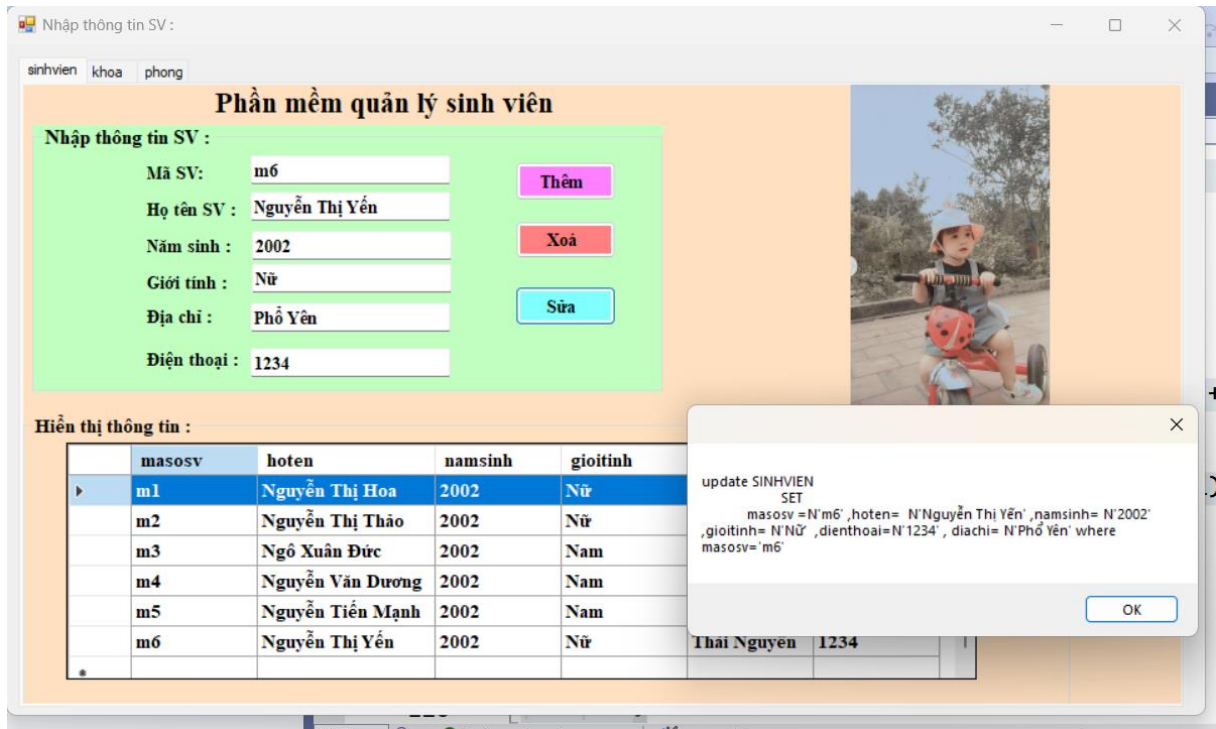 Nhập thông tin SV :
sinhvien khoa phong
Phần mềm quản lý sinh viên
Nhập thông tin SV :
Mã SV: m6 Thêm
Họ tên SV : Nguyễn Thị Yến
Năm sinh : 2002 Xoá
Giới tính : Nữ
Địa chỉ : Phổ Yên Sửa
Điện thoại : 1234
Hiển thị thông tin :
masosv hoten namsinh gioitinh
m1 Nguyễn Thị Hoa 2002 Nữ
m2 Nguyễn Thị Thảo 2002 Nữ
m3 Ngô Xuân Đức 2002 Nam
m4 Nguyễn Văn Dương 2002 Nam
m5 Nguyễn Tiến Mạnh 2002 Nam
m6 Nguyễn Thị Yến 2002 Nữ Thái Nguyên 1234
update SINHVIEN
SET
masosv =N'm6' ,hoten= N'Nguyễn Thị Yến' ,namsinh= N'2002'
,gioitinh= N'Nữ' ,dienthoai=N'1234' , diachi= N'Phổ Yên' where
masosv='m6'
OK